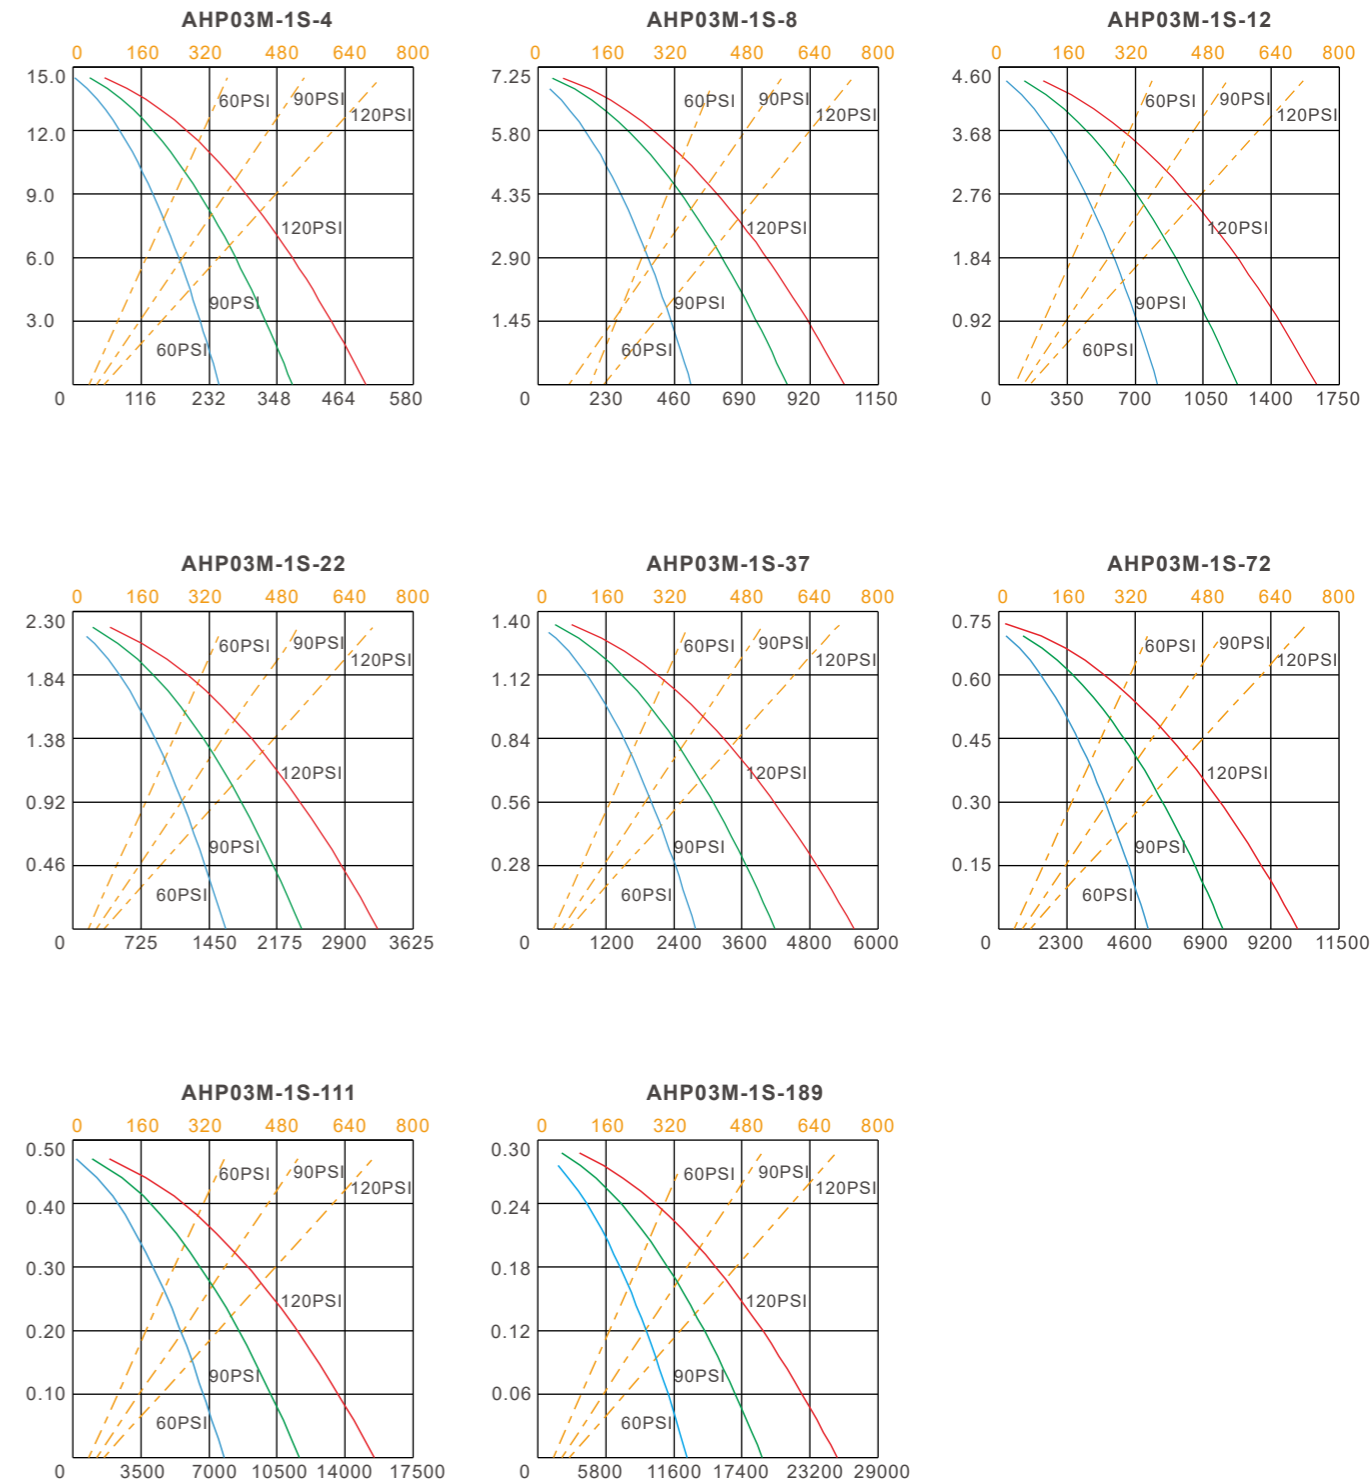 AHP03M-1S-4
0 160 320 480 640 800
15.0
12.0
9.0
6.0
3.0
60PSI
90PSI
120PSI
120PSI
90PSI
60PSI
0 116 232 348 464 580
AHP03M-1S-8
0 160 320 480 640 800
7.25
5.80
4.35
2.90
1.45
60PSI
90PSI
120PSI
120PSI
90PSI
60PSI
0 230 460 690 920 1150
AHP03M-1S-12
0 160 320 480 640 800
4.60
3.68
2.76
1.84
0.92
60PSI
90PSI
120PSI
120PSI
90PSI
60PSI
0 350 700 1050 1400 1750
AHP03M-1S-22
0 160 320 480 640 800
2.30
1.84
1.38
0.92
0.46
60PSI
90PSI
120PSI
120PSI
90PSI
60PSI
0 725 1450 2175 2900 3625
AHP03M-1S-37
0 160 320 480 640 800
1.40
1.12
0.84
0.56
0.28
60PSI
90PSI
120PSI
120PSI
90PSI
60PSI
0 1200 2400 3600 4800 6000
AHP03M-1S-72
0 160 320 480 640 800
0.75
0.60
0.45
0.30
0.15
60PSI
90PSI
120PSI
120PSI
90PSI
60PSI
0 2300 4600 6900 9200 11500
AHP03M-1S-111
0 160 320 480 640 800
0.50
0.40
0.30
0.20
0.10
60PSI
90PSI
120PSI
120PSI
90PSI
60PSI
0 3500 7000 10500 14000 17500
AHP03M-1S-189
0 160 320 480 640 800
0.30
0.24
0.18
0.12
0.06
60PSI
90PSI
120PSI
120PSI
90PSI
60PSI
0 5800 11600 17400 23200 29000